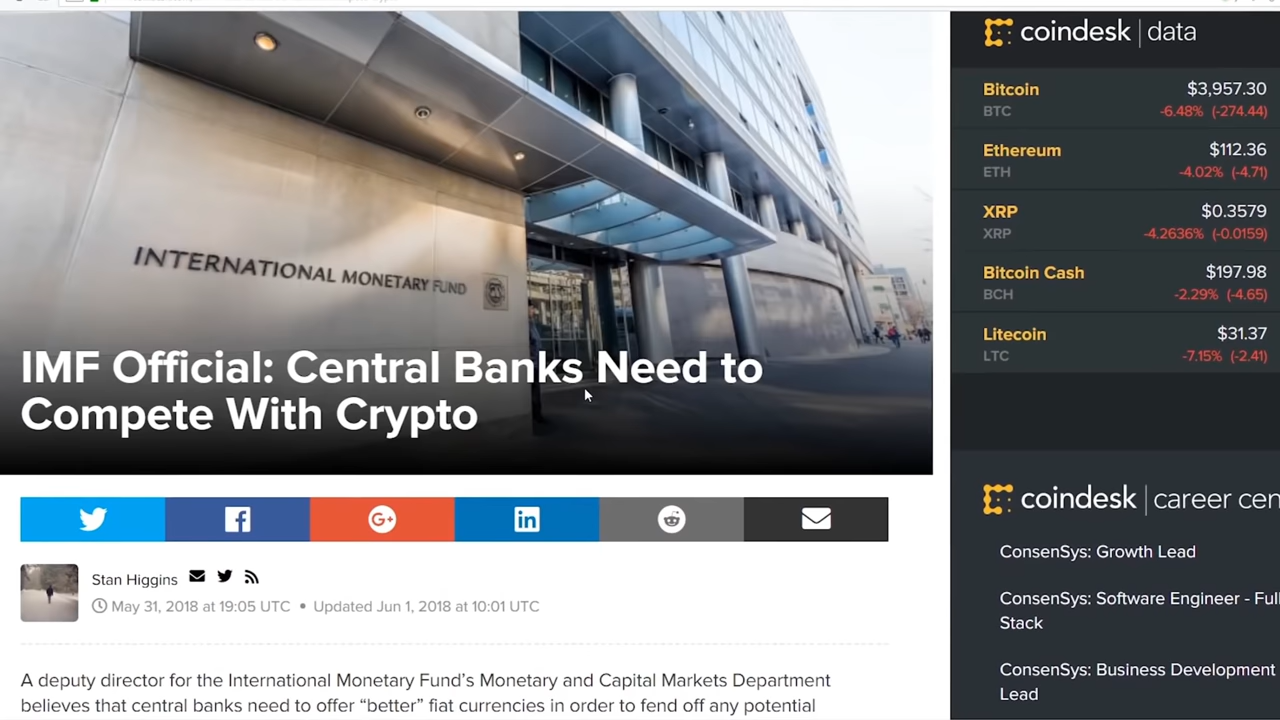 INTERNATIONAL MONETARY FUND
IMF Official: Central Banks Need to
Compete With Crypto
Stan Higgins
May 31, 2018 at 19:05 UTC • Updated Jun 1, 2018 at 10:01 UTC
A deputy director for the International Monetary Fund's Monetary and Capital Markets Department
believes that central banks need to offer “better” fiat currencies in order to fend off any potential
coindesk | data
Bitcoin $3,957.30
BTC -6.48% (-274.44)
Ethereum $112.36
ETH -4.02% (-4.71)
XRP $0.3579
XRP -4.2636% (-0.0159)
Bitcoin Cash $197.98
BCH -2.29% (-4.65)
Litecoin $31.37
LTC -7.15% (-2.41)
coindesk | career cen
ConsenSys: Growth Lead
ConsenSys: Software Engineer - Full
Stack
ConsenSys: Business Development
Lead